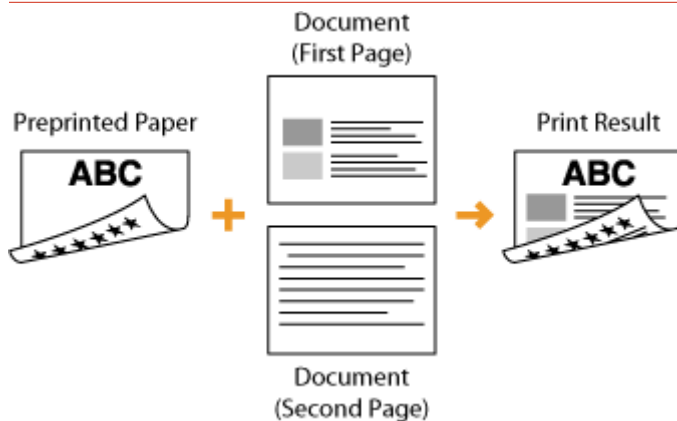 Document
(First Page)
Preprinted Paper
ABC
Print Result
ABC
Document
(Second Page)